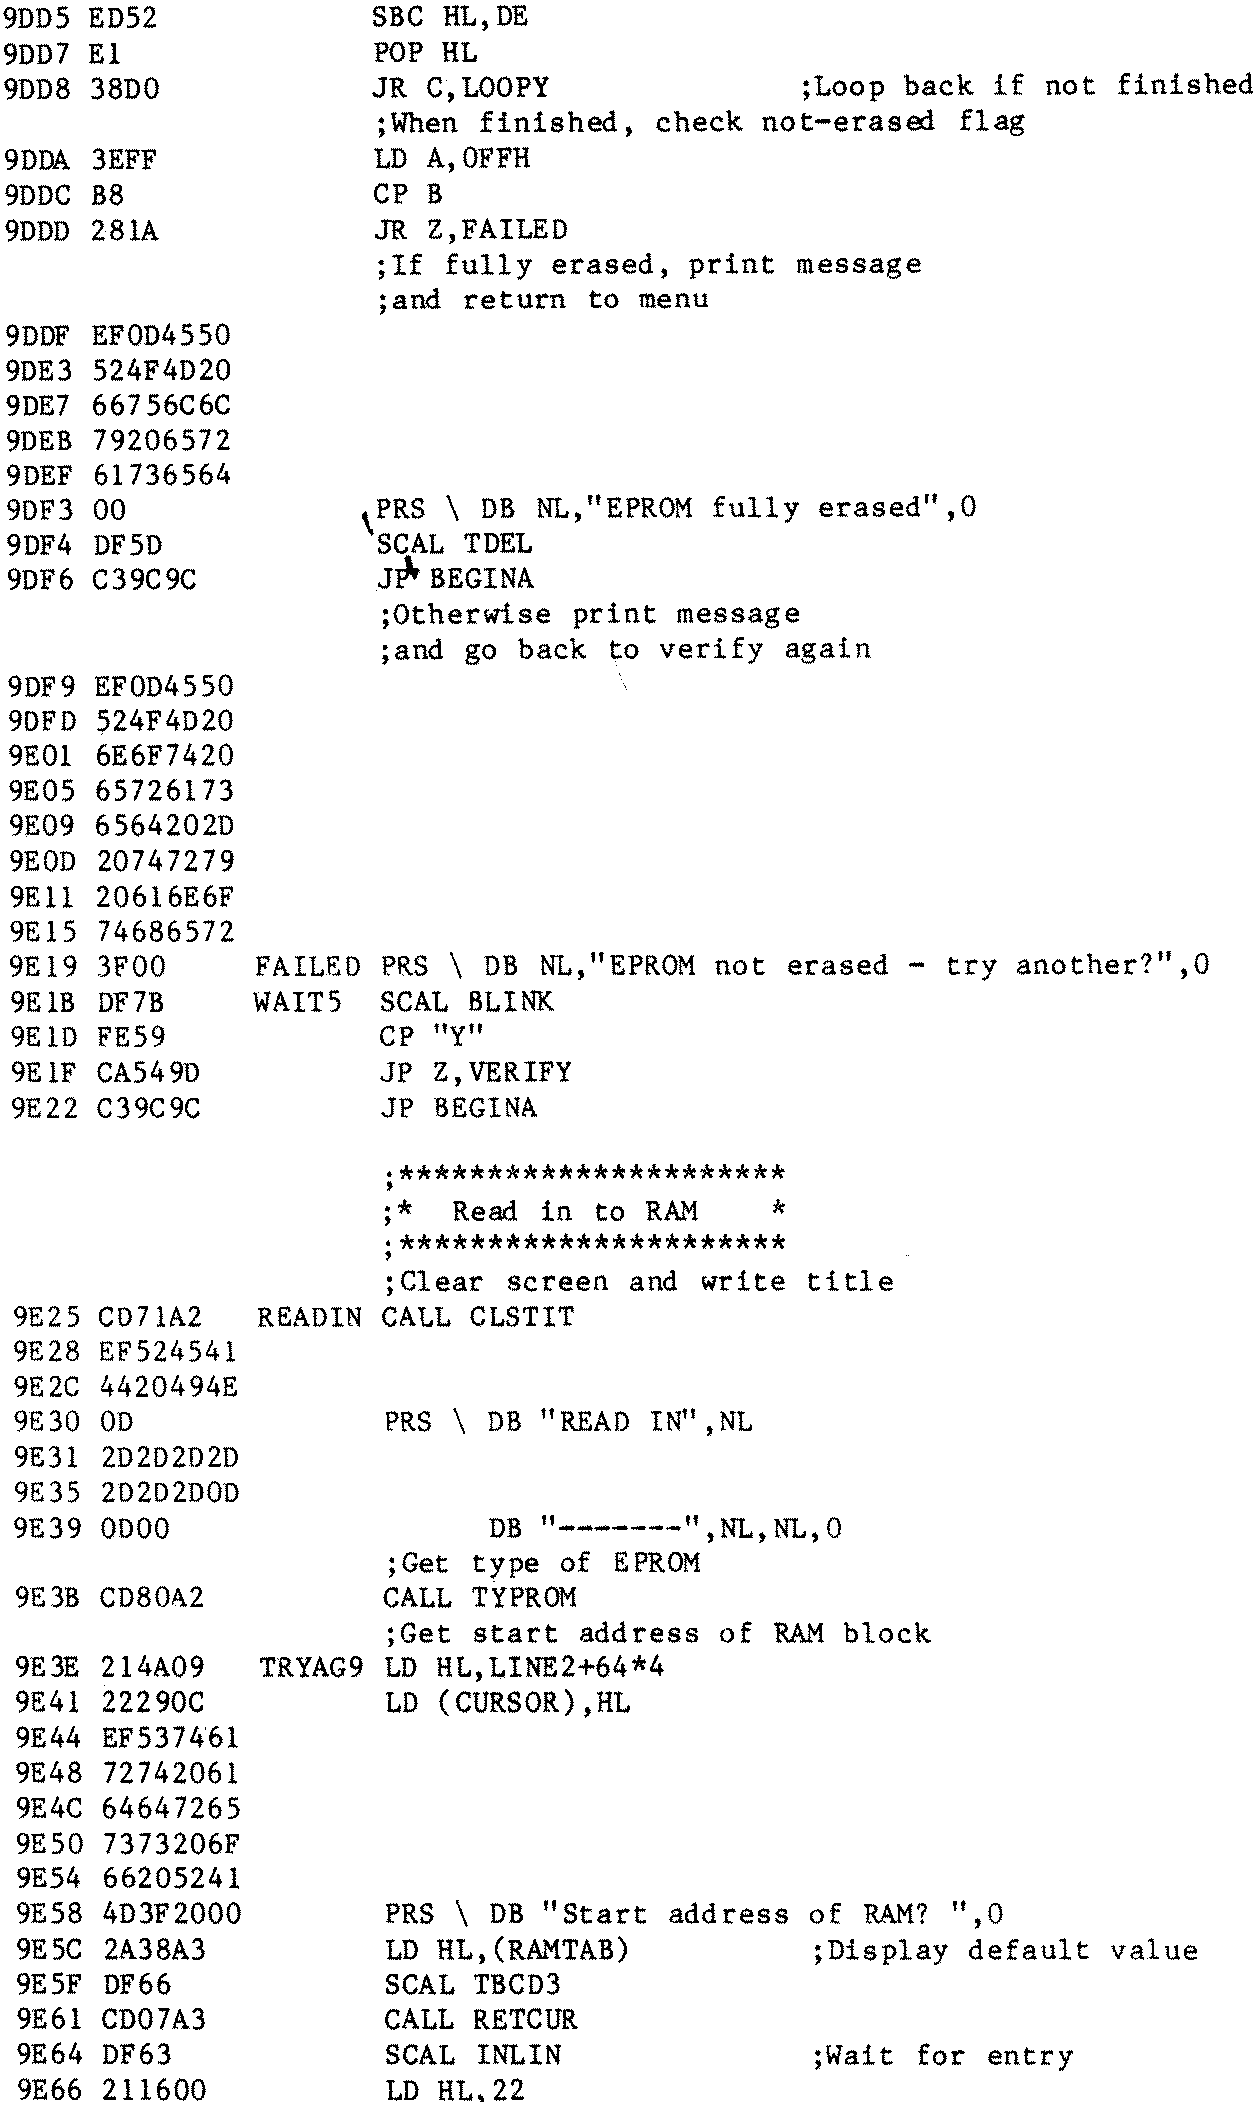 9DD5 ED52 SBC HL,DE
9DD7 E1 POP HL
9DD8 38D0 JR C,LOOPY ;Loop back if not finished
;When finished, check not-erased flag
9DDA 3EFF LD A,0FFH
9DDC B8 CP B
9DDD 281A JR Z,FAILED
;If fully erased, print message
;and return to menu
9DDF EF0D4550
9DE3 524F4D20
9DE7 66756C6C
9DEB 79206572
9DEF 61736564
9DF3 00 PRS \ DB NL,"EPROM fully erased",0
9DF4 DF5D SCAL TDEL
9DF6 C39C9C JP BEGINA
;Otherwise print message
;and go back to verify again
9DF9 EF0D4550
9DFD 524F4D20
9E01 6E6F7420
9E05 65726173
9E09 6564202D
9E0D 20747279
9E11 20616E6F
9E15 74686572
9E19 3F00 FAILED PRS \ DB NL,"EPROM not erased - try another?",0
9E1B DF7B WAIT5 SCAL BLINK
9E1D FE59 CP "Y"
9E1F CA549D JP Z,VERIFY
9E22 C39C9C JP BEGINA
;**********************
;* Read in to RAM *
;**********************
;Clear screen and write title
9E25 CD71A2 READIN CALL CLSTIT
9E28 EF524541
9E2C 4420494E
9E30 0D PRS \ DB "READ IN",NL
9E31 2D2D2D2D
9E35 2D2D2D0D
9E39 0D00 DB "-------",NL,NL,0
;Get type of EPROM
9E3B CD80A2 CALL TYPROM
;Get start address of RAM block
9E3E 214A09 TRYAG9 LD HL,LINE2+64*4
9E41 22290C LD (CURSOR),HL
9E44 EF537461
9E48 72742061
9E4C 64647265
9E50 7373206F
9E54 66205241
9E58 4D3F2000 PRS \ DB "Start address of RAM? ",0
9E5C 2A38A3 LD HL,(RAMTAB) ;Display default value
9E5F DF66 SCAL TBCD3
9E61 CD07A3 CALL RETCUR
9E64 DF63 SCAL INLIN ;Wait for entry
9E66 211600 LD HL,22